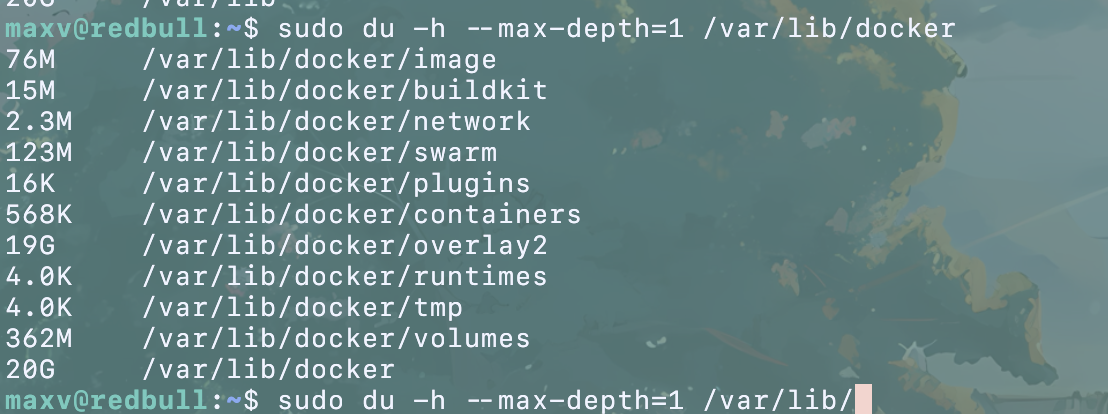 20G     /var/lib
maxv@redbull:~$ sudo du -h --max-depth=1 /var/lib/docker
76M     /var/lib/docker/image
15M     /var/lib/docker/buildkit
2.3M    /var/lib/docker/network
123M    /var/lib/docker/swarm
16K     /var/lib/docker/plugins
568K    /var/lib/docker/containers
19G     /var/lib/docker/overlay2
4.0K    /var/lib/docker/runtimes
4.0K    /var/lib/docker/tmp
362M    /var/lib/docker/volumes
20G     /var/lib/docker
maxv@redbull:~$ sudo du -h --max-depth=1 /var/lib/